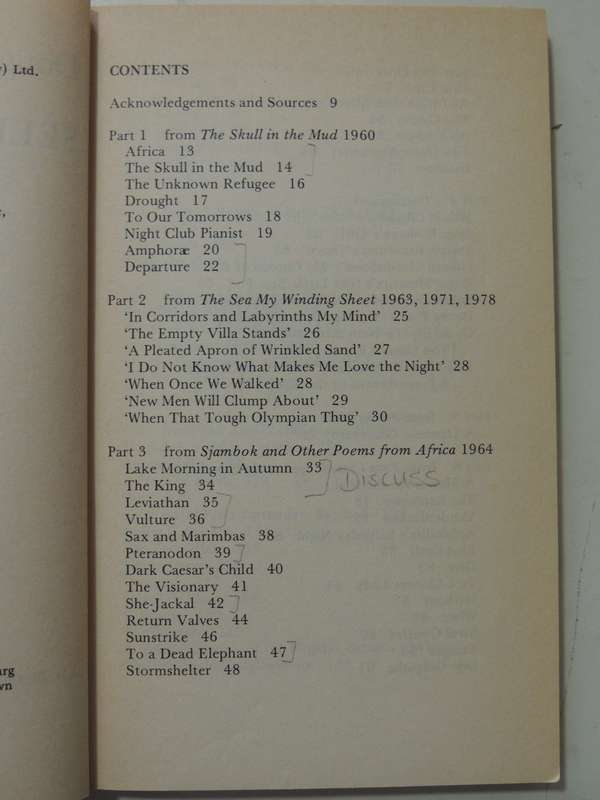 ) Ltd.
CONTENTS
Acknowledgements and Sources 9
Part 1 from The Skull in the Mud 1960
Africa 13
The Skull in the Mud 14
The Unknown Refugee 16
Drought 17
To Our Tomorrows 18
Night Club Pianist 19
Amphoræ 20
Departure 22
Part 2 from The Sea My Winding Sheet 1963, 1971, 1978
‘In Corridors and Labyrinths My Mind’ 25
‘The Empty Villa Stands’ 26
‘A Pleated Apron of Wrinkled Sand’ 27
‘I Do Not Know What Makes Me Love the Night’ 28
‘When Once We Walked’ 28
‘New Men Will Clump About’ 29
‘When That Tough Olympian Thug’ 30
Part 3 from Sjambok and Other Poems from Africa 1964
Lake Morning in Autumn 33
The King 34
DISCUSS
Leviathan 35
Vulture 36
Sax and Marimbas 38
Pteranodon 39
Dark Caesar's Child 40
The Visionary 41
She-Jackal 42
Return Valves 44
Sunstrike 46
To a Dead Elephant 47
Stormshelter 48